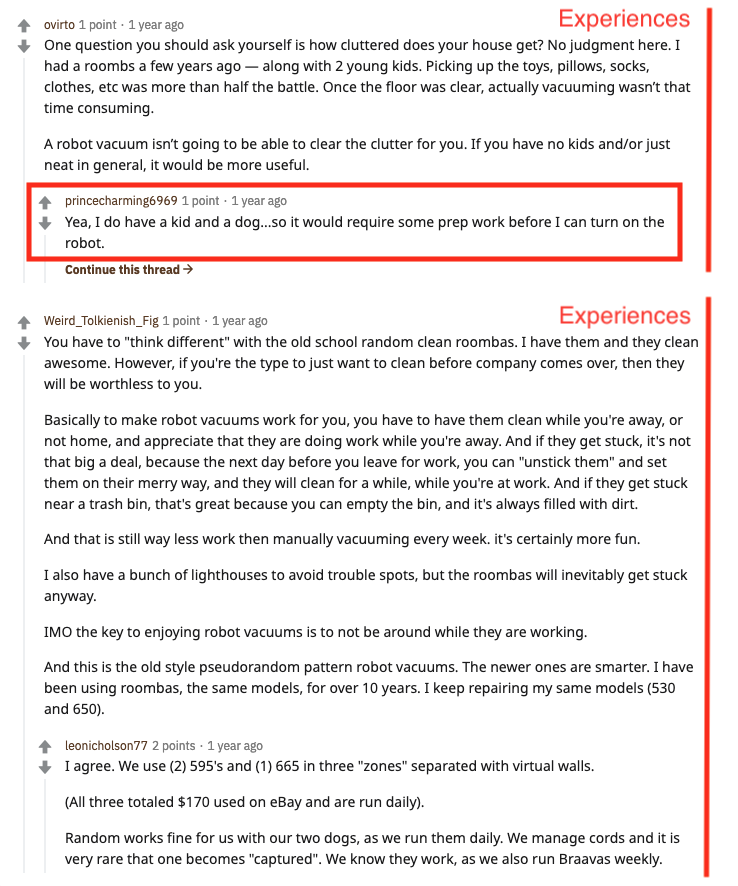 Experiences
ovirto 1 point · 1 year ago
One question you should ask yourself is how cluttered does your house get? No judgment here. I
had a roombs a few years ago — along with 2 young kids. Picking up the toys, pillows, socks,
clothes, etc was more than half the battle. Once the floor was clear, actually vacuuming wasn't that
time consuming.
A robot vacuum isn't going to be able to clear the clutter for you. If you have no kids and/or just
neat in general, it would be more useful.
princecharming6969 1 point · 1 year ago
Yea, I do have a kid and a dog...so it would require some prep work before I can turn on the
robot.
Continue this thread →
Experiences
Weird_Tolkienish_Fig 1 point · 1 year ago
You have to "think different" with the old school random clean roombas. I have them and they clean
awesome. However, if you're the type to just want to clean before company comes over, then they
will be worthless to you.
Basically to make robot vacuums work for you, you have to have them clean while you're away, or
not home, and appreciate that they are doing work while you're away. And if they get stuck, it's not
that big a deal, because the next day before you leave for work, you can "unstick them" and set
them on their merry way, and they will clean for a while, while you're at work. And if they get stuck
near a trash bin, that's great because you can empty the bin, and it's always filled with dirt.
And that is still way less work then manually vacuuming every week. it's certainly more fun.
I also have a bunch of lighthouses to avoid trouble spots, but the roombas will inevitably get stuck
anyway.
IMO the key to enjoying robot vacuums is to not be around while they are working.
And this is the old style pseudorandom pattern robot vacuums. The newer ones are smarter. I have
been using roombas, the same models, for over 10 years. I keep repairing my same models (530
and 650).
leonicholson77 2 points · 1 year ago
I agree. We use (2) 595's and (1) 665 in three "zones" separated with virtual walls.
(All three totaled $170 used on eBay and are run daily).
Random works fine for us with our two dogs, as we run them daily. We manage cords and it is
very rare that one becomes "captured". We know they work, as we also run Braavas weekly.